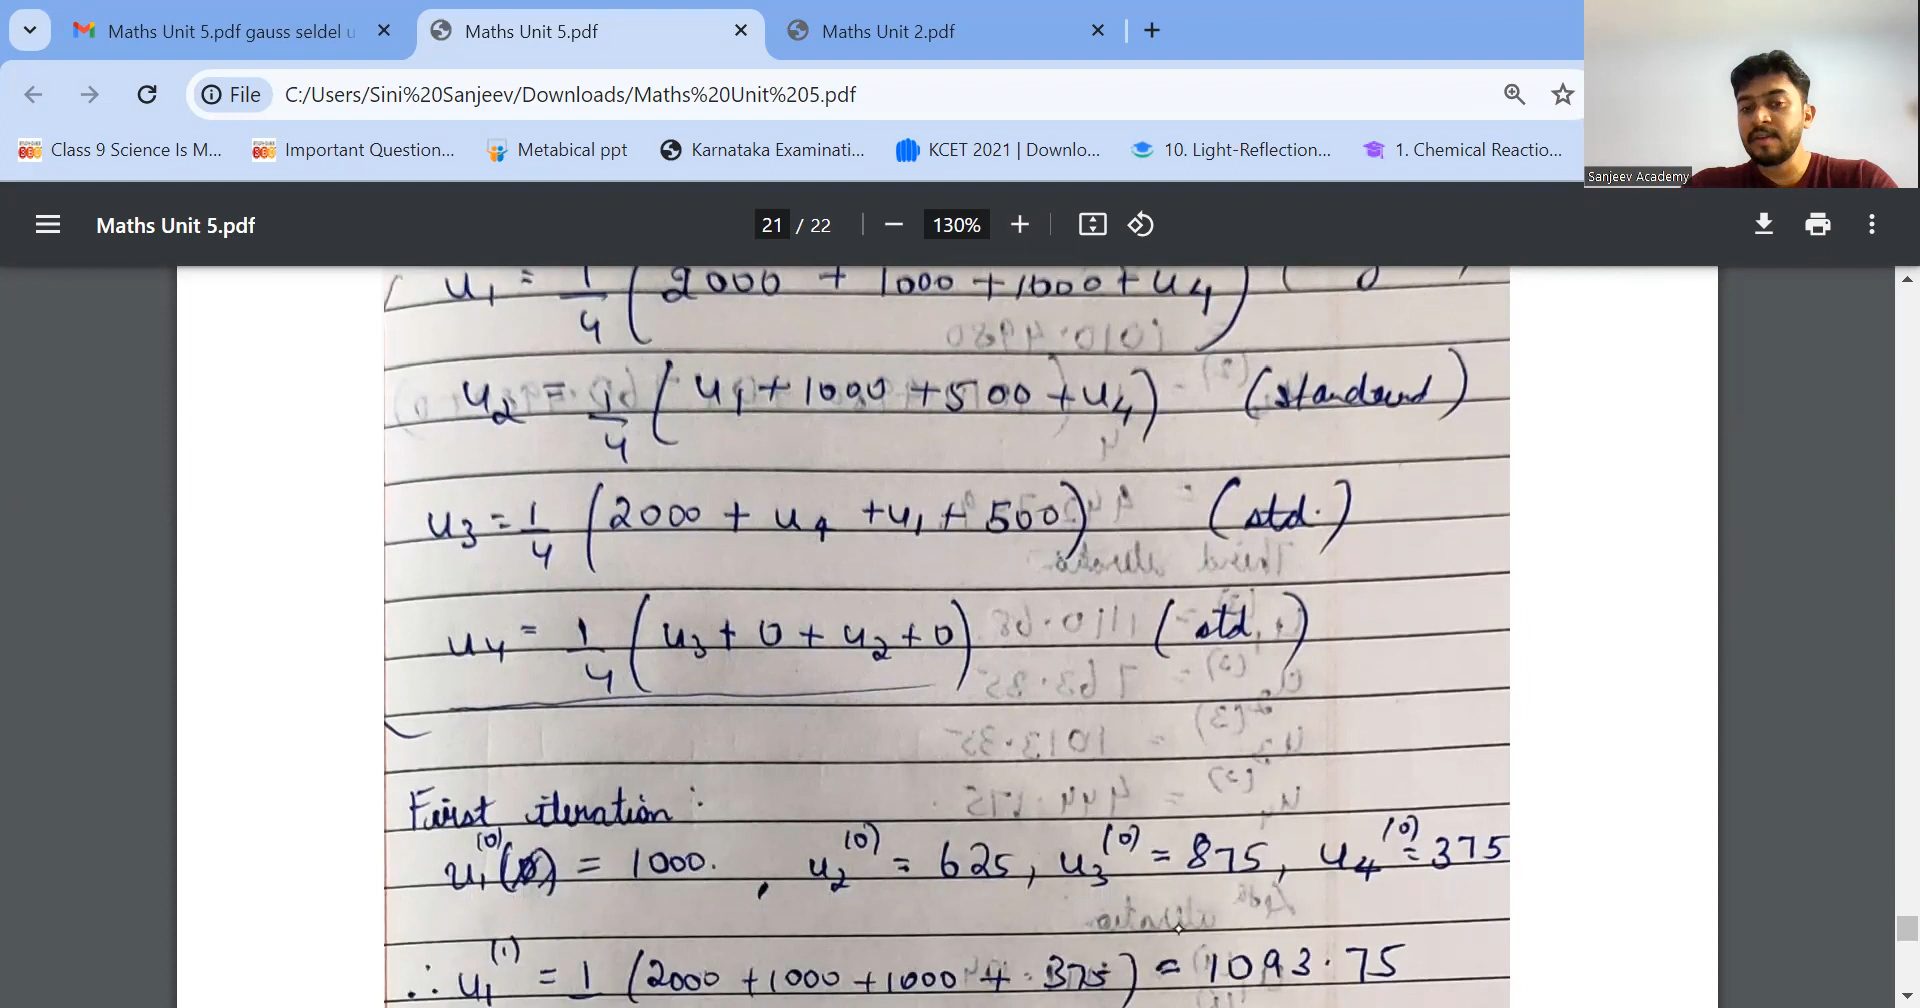 Maths Unit 5.pdf gauss seldel u
Maths Unit 5.pdf
Maths Unit 2.pdf
File
C:/Users/Sini%20Sanjeev/Downloads/Maths%20Unit%205.pdf
Class 9 Science Is M...
Important Question...
Metabical ppt
Karnataka Examinati...
KCET 2021 | Downlo...
10. Light-Reflection...
1. Chemical Reactio...
Sanjeev Academy
Maths Unit 5.pdf
21 / 22
130%
u₁ = 1/4 (2000 + 1000 + 1000 + u₄)
u₂ = 1/4 (u₁ + 1000 + 500 + u₄) (standard)
u₃ = 1/4 (2000 + u₄ + u₁ + 500) (std.)
u₄ = 1/4 (u₃ + 0 + u₂ + 0) (std.)
First iteration :
u₁⁽⁰⁾ = 1000. , u₂⁽⁰⁾ = 625, u₃⁽⁰⁾ = 875, u₄⁽⁰⁾ = 375
∴ u₁⁽¹⁾ = 1 (2000 + 1000 + 1000 + 375) = 1093.75